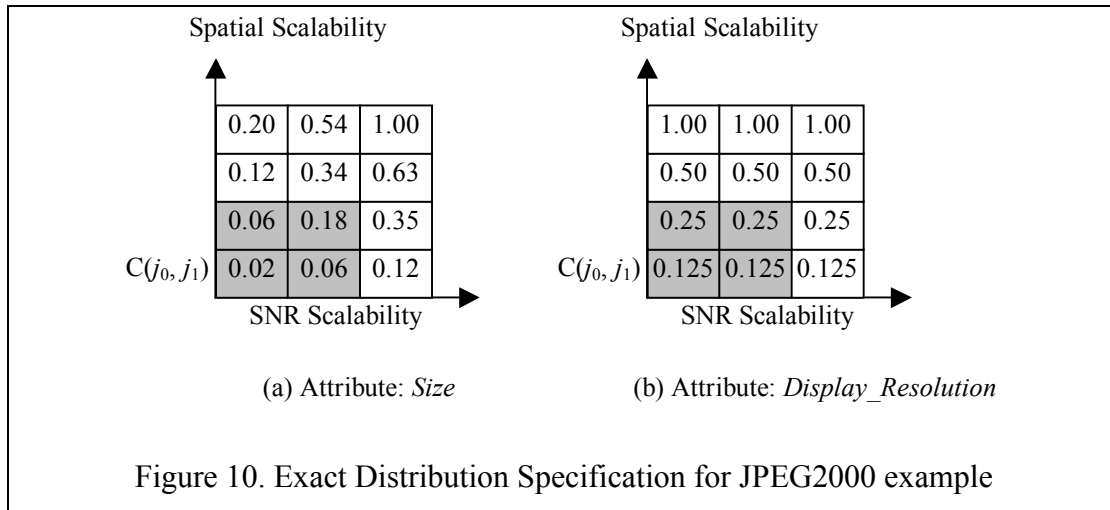 Spatial Scalability
0.20 0.54 1.00
0.12 0.34 0.63
0.06 0.18 0.35
C(j0, j1) 0.02 0.06 0.12
SNR Scalability
(a) Attribute: Size
Spatial Scalability
1.00 1.00 1.00
0.50 0.50 0.50
0.25 0.25 0.25
C(j0, j1) 0.125 0.125 0.125
SNR Scalability
(b) Attribute: Display_Resolution
Figure 10. Exact Distribution Specification for JPEG2000 example